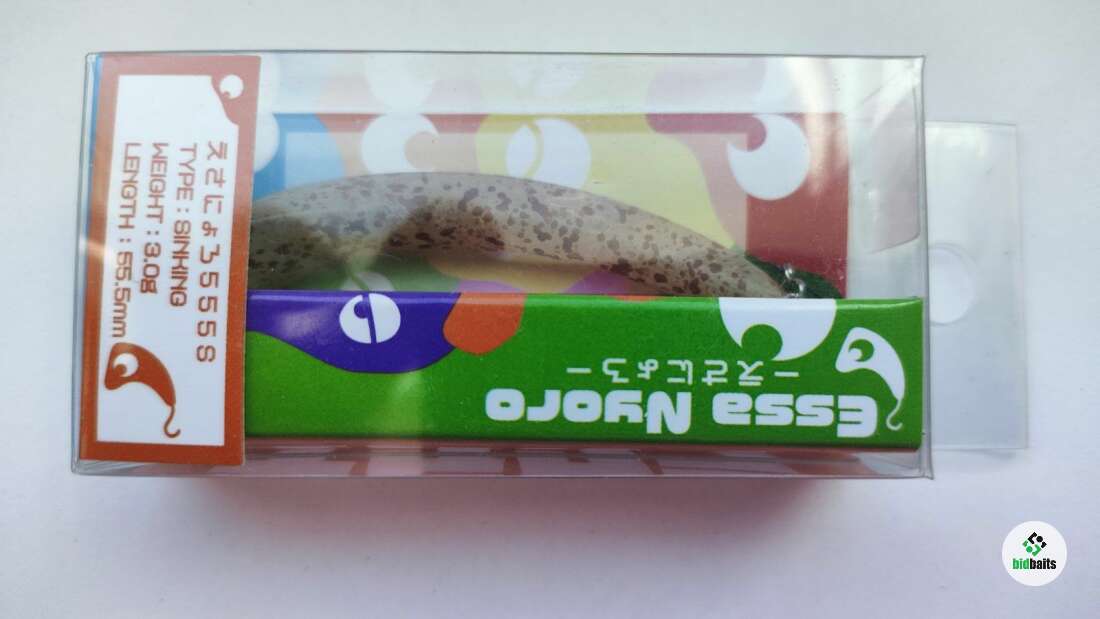 えさにょろ555S
TYPE : SINKING
WEIGHT : 3.0g
LENGTH : 55.5mm
Essa Nyoro
ーえさにょろー
bidbaits